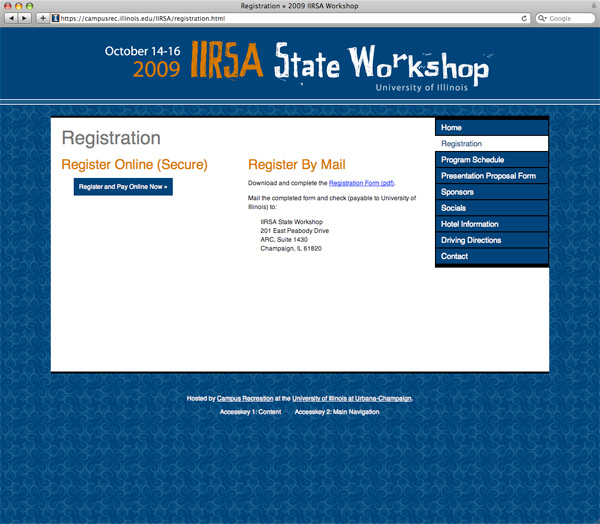 Registration » 2009 IIRSA Workshop
https://campusrec.illinois.edu/IIRSA/registration.html
Google
October 14-16
2009
IIRSA State Workshop
University of Illinois
Registration
Register Online (Secure)
Register and Pay Online Now »
Register By Mail
Download and complete the Registration Form (pdf).
Mail the completed form and check (payable to University of
Illinois) to:
IIRSA State Workshop
201 East Peabody Drive
ARC, Suite 1430
Champaign, IL 61820
Home
Registration
Program Schedule
Presentation Proposal Form
Sponsors
Socials
Hotel Information
Driving Directions
Contact
Hosted by Campus Recreation at the University of Illinois at Urbana-Champaign.
Accesskey 1: Content Accesskey 2: Main Navigation